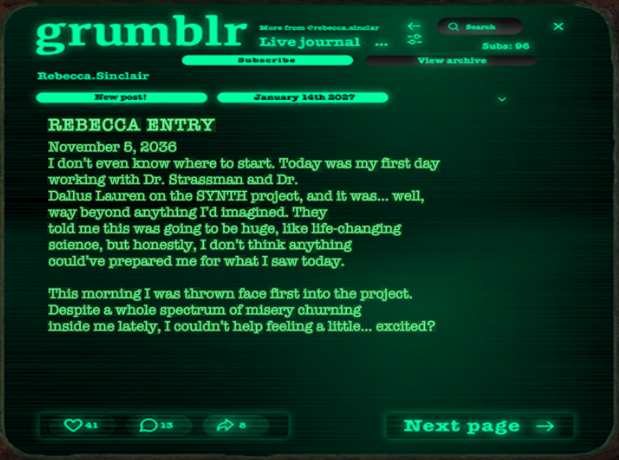 grumblr
More from @rebecca.sinclar
Live journal ...
Search
Subs: 96
Subscribe
View archive
Rebecca.Sinclair
New post!
January 14th 2027
REBECCA ENTRY
November 5, 2036
I don't even know where to start. Today was my first day
working with Dr. Strassman and Dr.
Dallus Lauren on the SYNTH project, and it was... well,
way beyond anything I'd imagined. They
told me this was going to be huge, like life-changing
science, but honestly, I don't think anything
could've prepared me for what I saw today.
This morning I was thrown face first into the project.
Despite a whole spectrum of misery churning
inside me lately, I couldn't help feeling a little... excited?
41
13
8
Next page